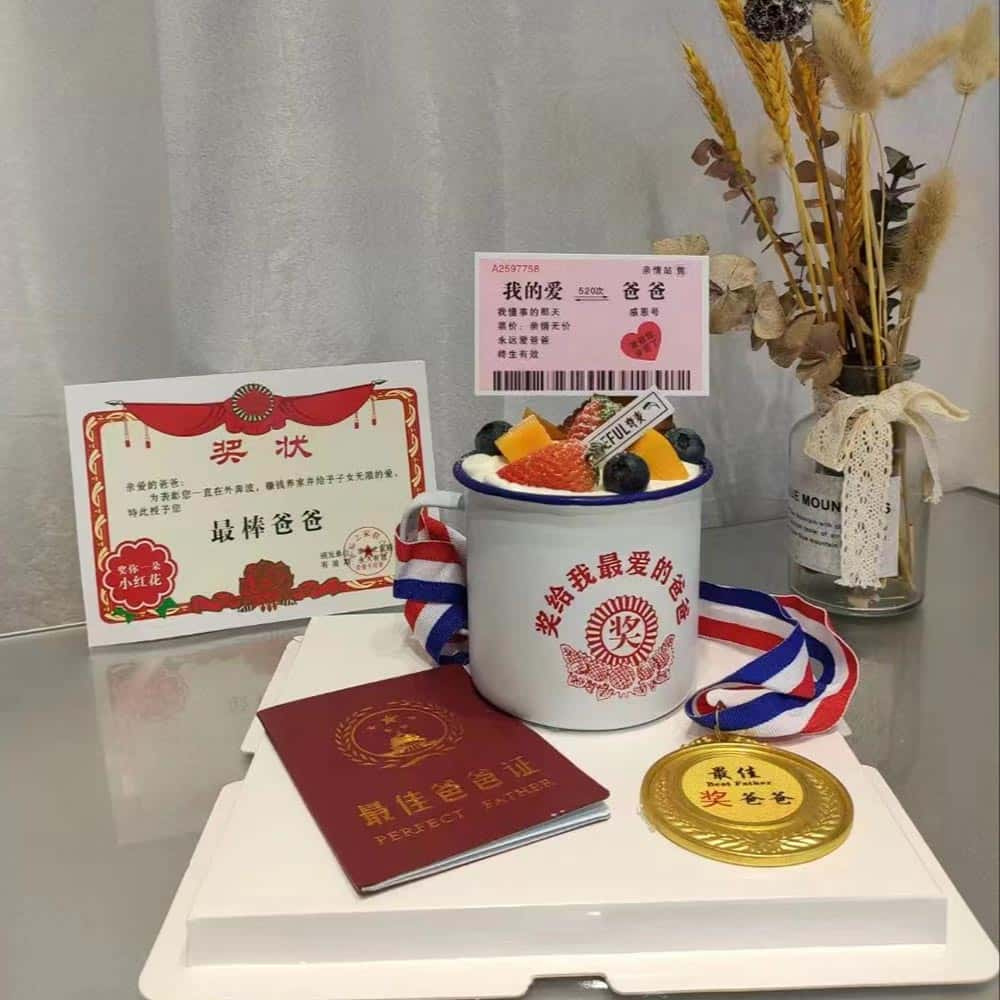 A2597758
亲情站 售
我的爱 520次 爸爸
我懂事的那天
感恩号
票价:亲情无价
永远爱爸爸
终生有效
奖状
亲爱的爸爸:
为表彰您一直在外奔波,赚钱养家并给予子女无限的爱,
特此授予您
最棒爸爸
奖你一朵
小红花
奖给我最爱的爸爸
奖
最佳爸爸证
PERFECT FATHER
最佳
Best Father
奖 爸爸
BLUE MOUNTAINS